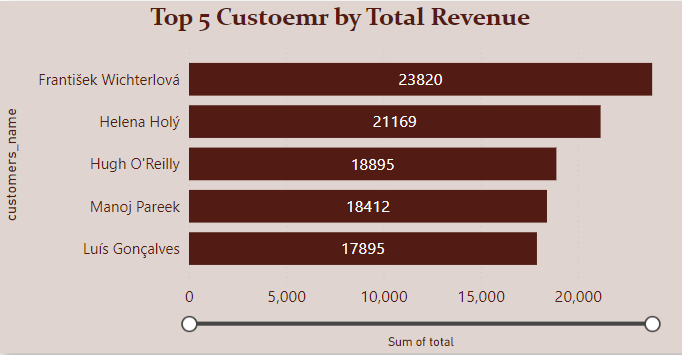 Top 5 Custoemr by Total Revenue
customers_name
František Wichterlová 23820
Helena Holý 21169
Hugh O'Reilly 18895
Manoj Pareek 18412
Luís Gonçalves 17895
0 5,000 10,000 15,000 20,000
Sum of total